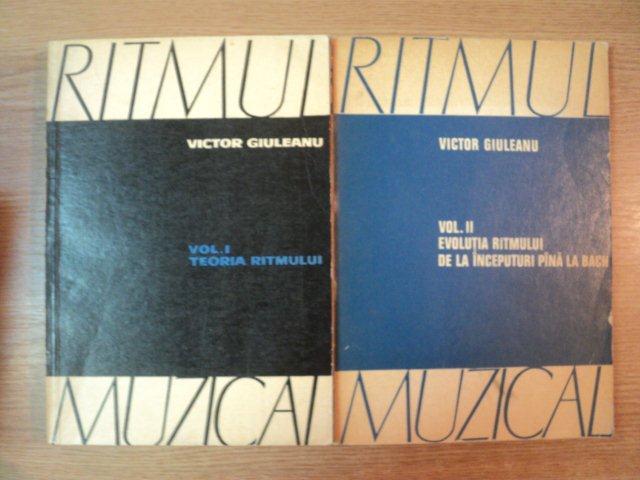 RITMUL
VICTOR GIULEANU
VOL. I
TEORIA RITMULUI
MUZICAL
RITMUL
VICTOR GIULEANU
VOL. II
EVOLUȚIA RITMULUI
DE LA ÎNCEPUTURI PÎNĂ LA BACH
MUZICAL